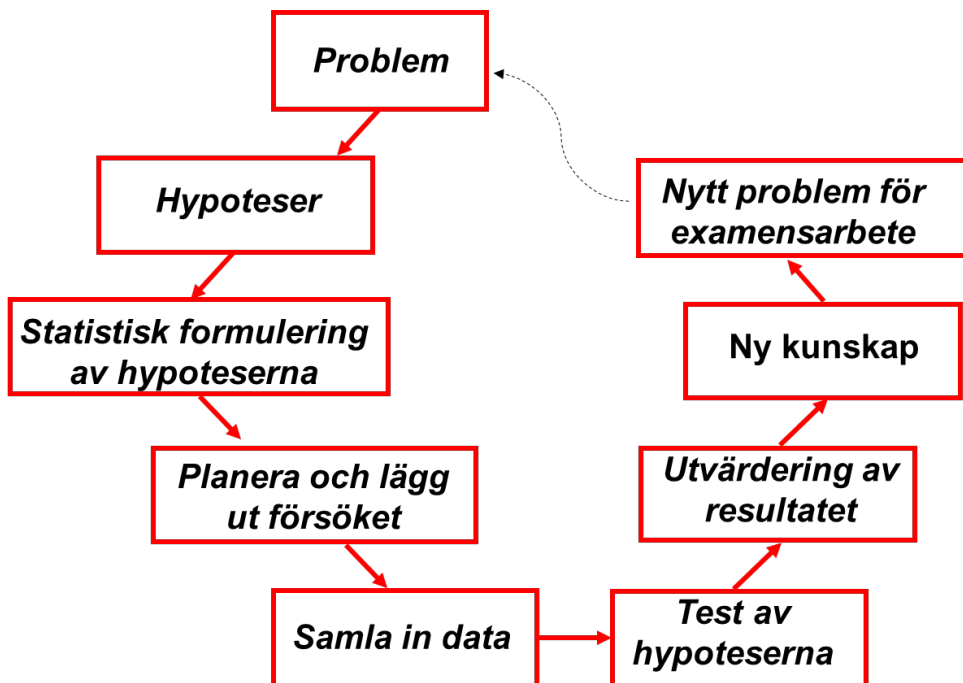 Problem
Hypoteser
Statistisk formulering
av hypoteserna
Planera och lägg
ut försöket
Samla in data
Test av
hypoteserna
Utvärdering av
resultatet
Ny kunskap
Nytt problem för
examensarbete